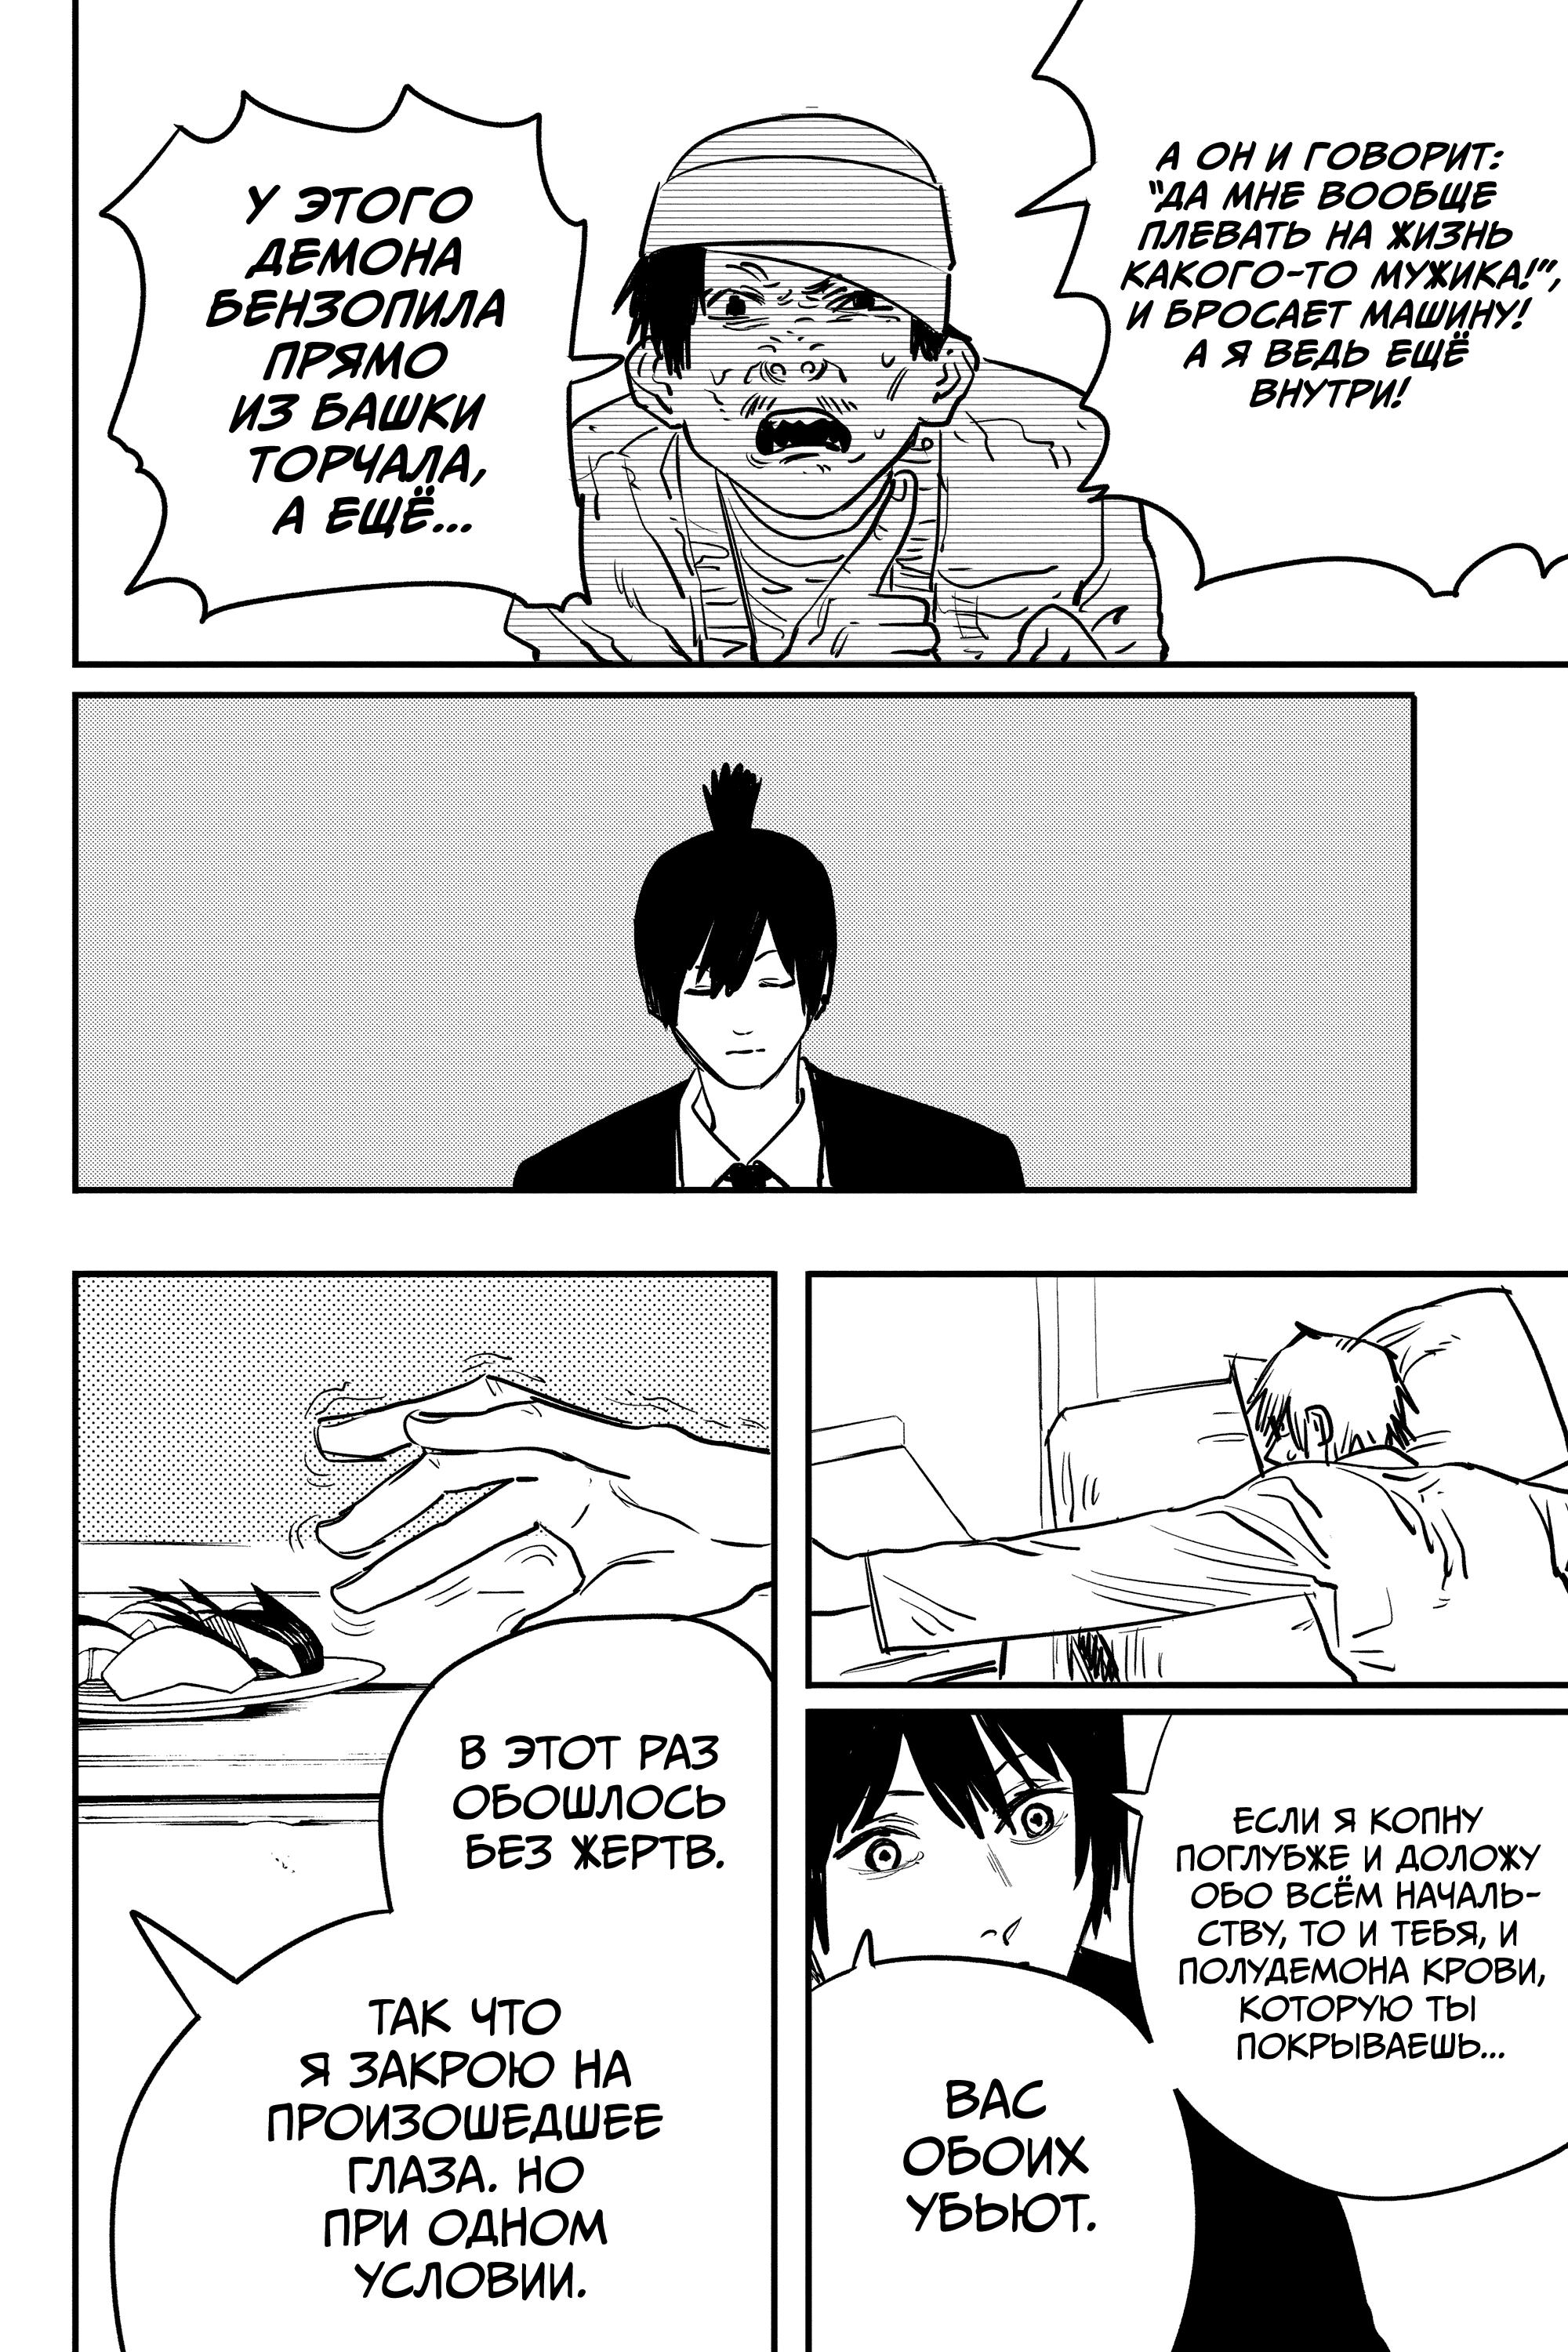 А ОН И ГОВОРИТ:
"ДА МНЕ ВООБЩЕ
ПЛЕВАТЬ НА ЖИЗНЬ
КАКОГО-ТО МУЖИКА!",
И БРОСАЕТ МАШИНУ!
А Я ВЕДЬ ЕЩЁ
ВНУТРИ!
У ЭТОГО
ДЕМОНА
БЕНЗОПИЛА
ПРЯМО
ИЗ БАШКИ
ТОРЧАЛА,
А ЕЩЁ...
ЕСЛИ Я КОПНУ
ПОГЛУБЖЕ И ДОЛОЖУ
ОБО ВСЁМ НАЧАЛЬ-
СТВУ, ТО И ТЕБЯ, И
ПОЛУДЕМОНА КРОВИ,
КОТОРУЮ ТЫ
ПОКРЫВАЕШЬ...
ВАС
ОБОИХ
УБЬЮТ.
В ЭТОТ РАЗ
ОБОШЛОСЬ
БЕЗ ЖЕРТВ.
ТАК ЧТО
Я ЗАКРОЮ НА
ПРОИЗОШЕДШЕЕ
ГЛАЗА. НО
ПРИ ОДНОМ
УСЛОВИИ.